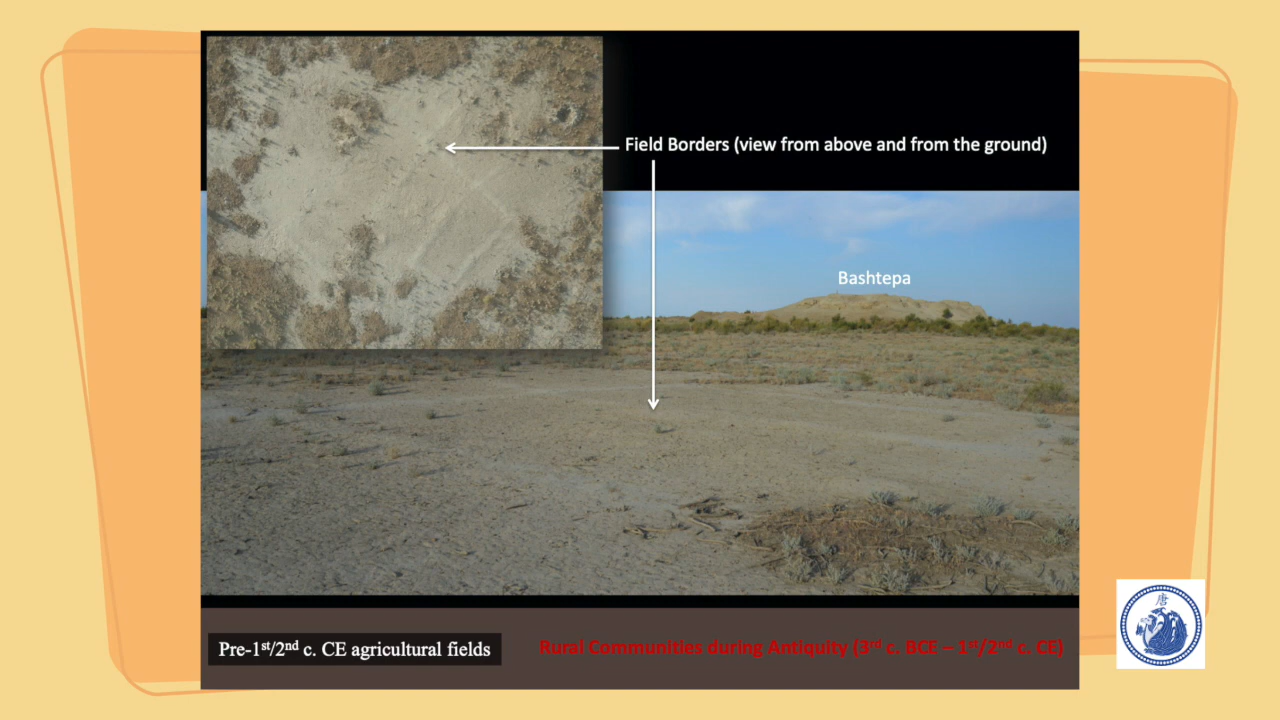 Field Borders (view from above and from the ground)
Bashtepa
Pre-1st/2nd c. CE agricultural fields
Rural Communities during Antiquity (3rd c. BCE – 1st/2nd c. CE)
唐